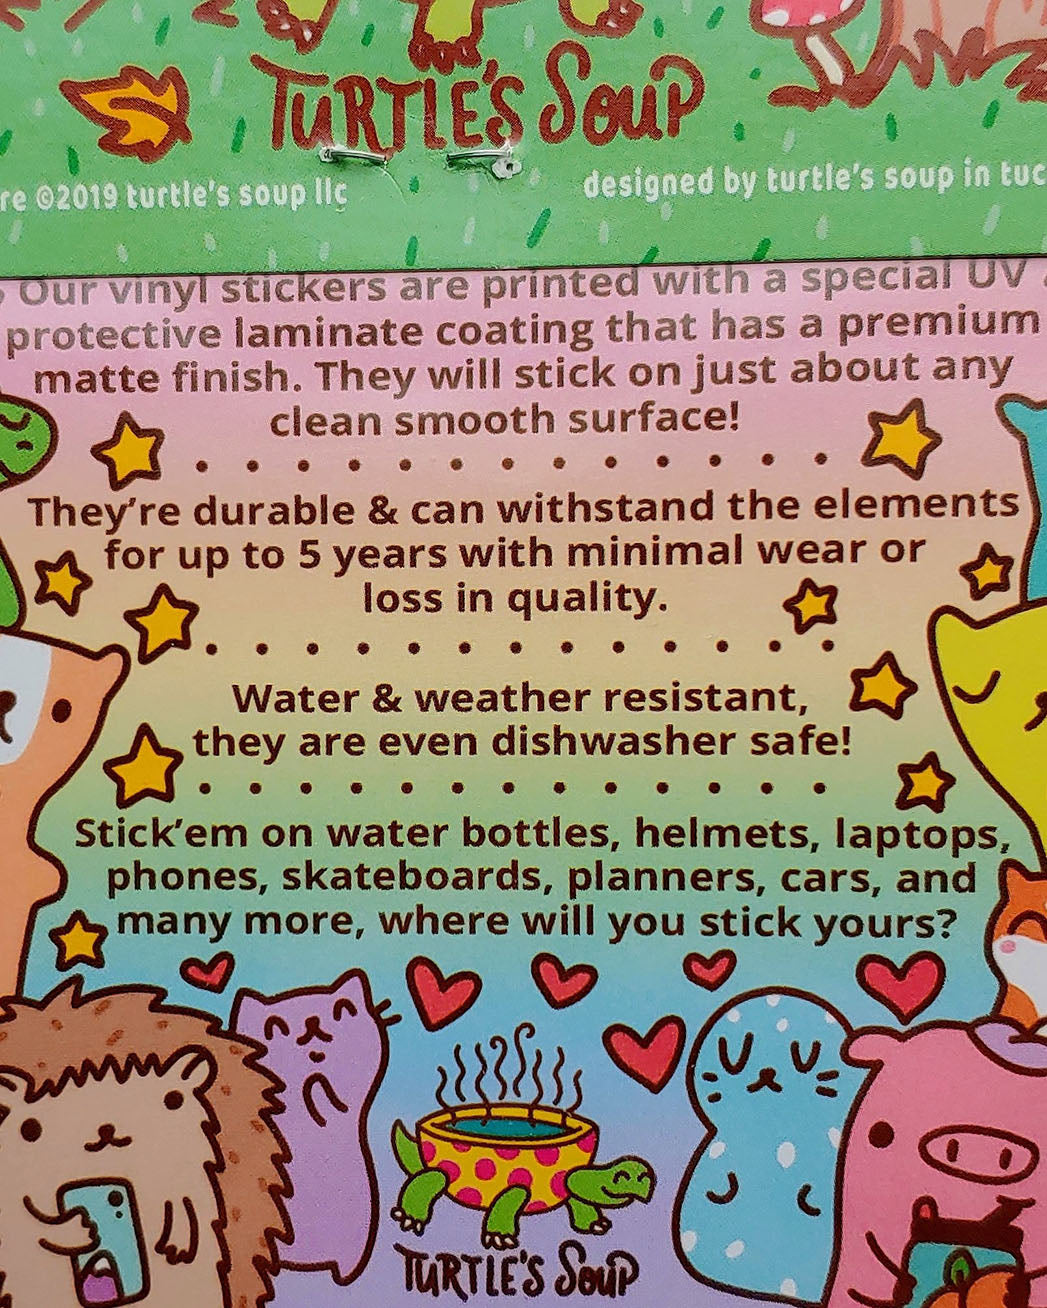 TURTLE'S SOUP
re ©2019 turtle's soup llc
designed by turtle's soup in tuc
Our vinyl stickers are printed with a special UV
protective laminate coating that has a premium
matte finish. They will stick on just about any
clean smooth surface!
They're durable & can withstand the elements
for up to 5 years with minimal wear or
loss in quality.
Water & weather resistant,
they are even dishwasher safe!
Stick'em on water bottles, helmets, laptops,
phones, skateboards, planners, cars, and
many more, where will you stick yours?
TURTLE'S SOUP